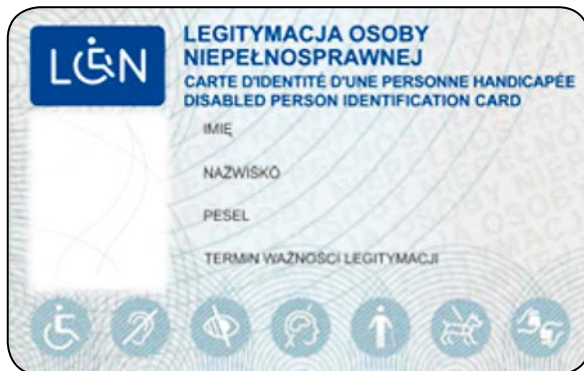 LEGITYMACJA OSOBY
NIEPEŁNOSPRAWNEJ
CARTE D'IDENTITÉ D'UNE PERSONNE HANDICAPÉE
DISABLED PERSON IDENTIFICATION CARD
IMIĘ
NAZWISKO
PESEL
TERMIN WAŻNOŚCI LEGITYMACJI